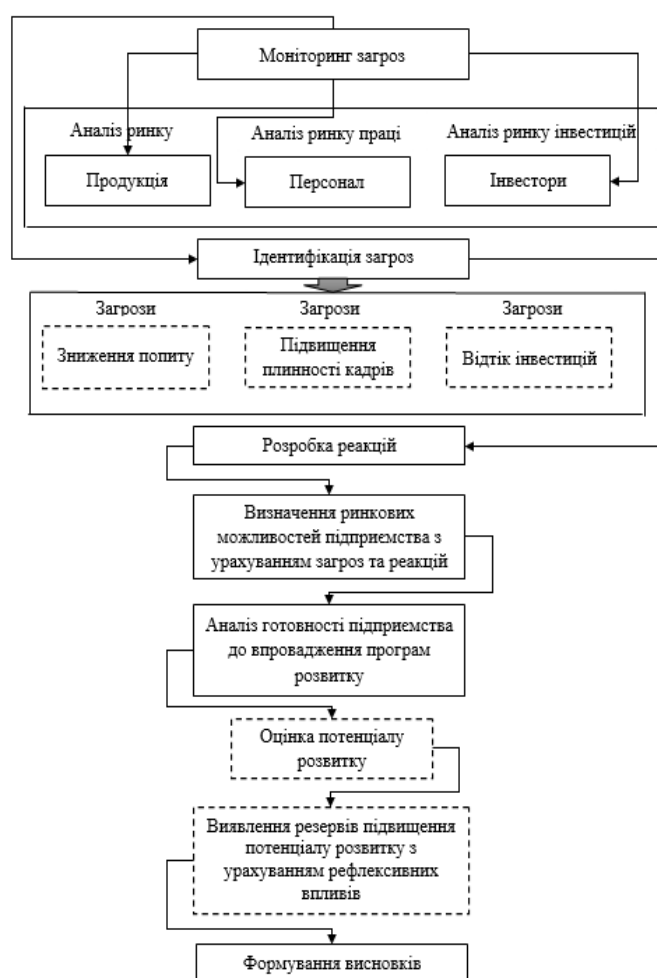 Моніторинг загроз
Аналіз ринку
Аналіз ринку праці
Аналіз ринку інвестицій
Продукція
Персонал
Інвестори
Ідентифікація загроз
Загрози
Загрози
Загрози
Зниження попиту
Підвищення
плинності кадрів
Відтік інвестицій
Розробка реакцій
Визначення ринкових
можливостей підприємства з
урахуванням загроз та реакцій
Аналіз готовності підприємства
до впровадження програм
розвитку
Оцінка потенціалу
розвитку
Виявлення резервів підвищення
потенціалу розвитку з
урахуванням рефлексивних
впливів
Формування висновків